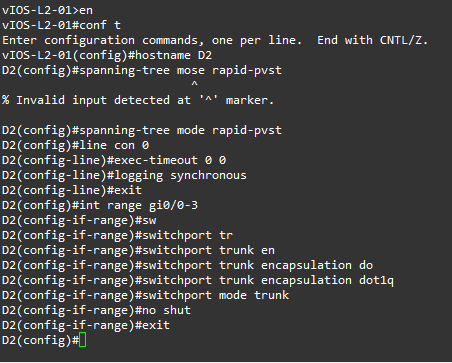 vIOS-L2-01>en
vIOS-L2-01#conf t
Enter configuration commands, one per line.  End with CNTL/Z.
vIOS-L2-01(config)#hostname D2
D2(config)#spanning-tree mose rapid-pvst
^
% Invalid input detected at '^' marker.
D2(config)#spanning-tree mode rapid-pvst
D2(config)#line con 0
D2(config-line)#exec-timeout 0 0
D2(config-line)#logging synchronous
D2(config-line)#exit
D2(config)#int range gi0/0-3
D2(config-if-range)#sw
D2(config-if-range)#switchport tr
D2(config-if-range)#switchport trunk en
D2(config-if-range)#switchport trunk encapsulation do
D2(config-if-range)#switchport trunk encapsulation dot1q
D2(config-if-range)#switchport mode trunk
D2(config-if-range)#no shut
D2(config-if-range)#exit
D2(config)#